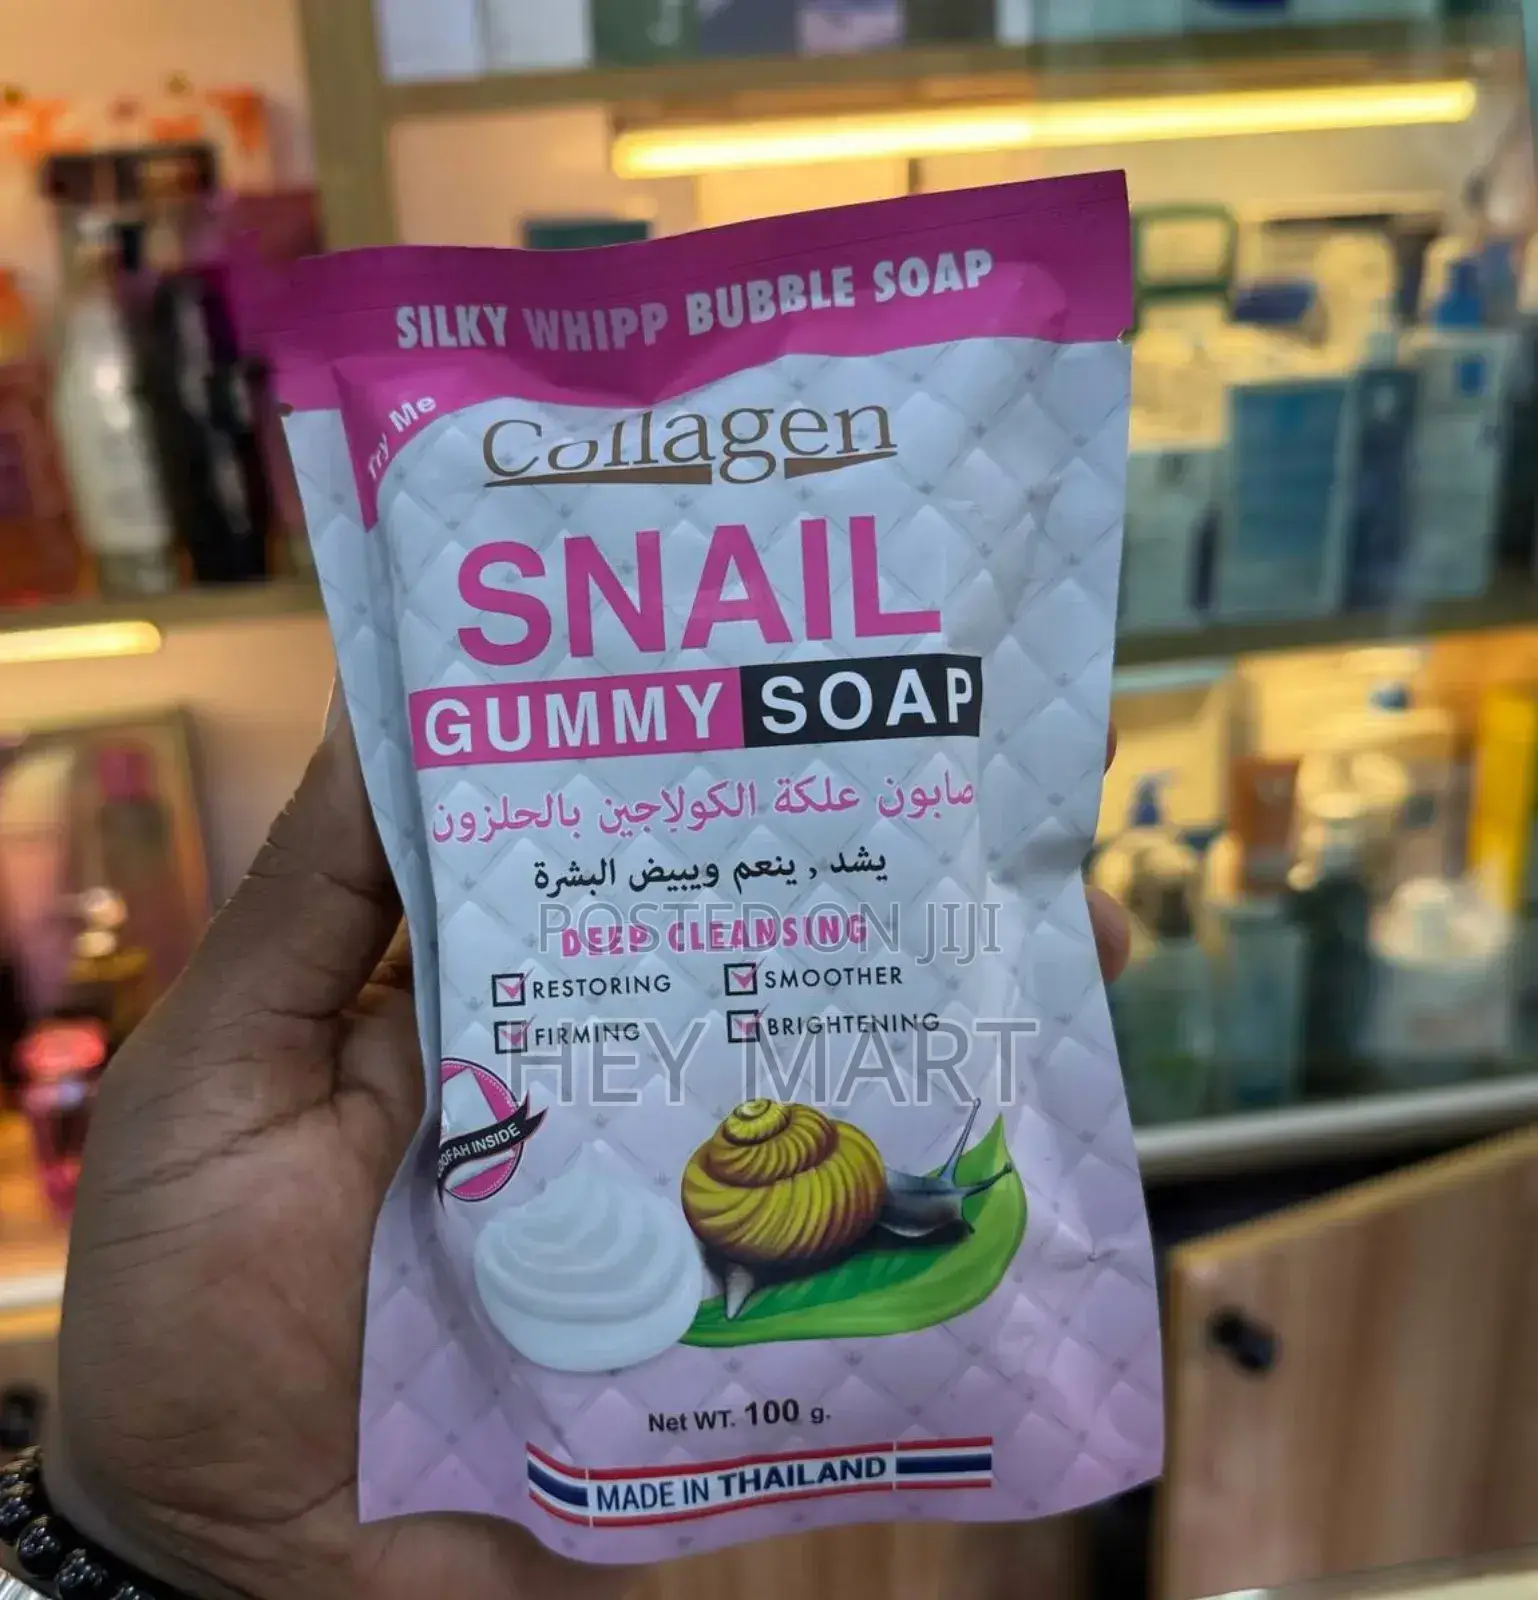 SILKY WHIPP BUBBLE SOAP
Try Me
Collagen
SNAIL
GUMMY SOAP
صابون علكة الكولاجين بالحلزون
يشد , ينعم ويبيض البشرة
POSTED ON JIJI
DEEP CLEANSING
RESTORING
SMOOTHER
FIRMING
BRIGHTENING
HEY MART
INSIDE
Net WT. 100 g.
MADE IN THAILAND